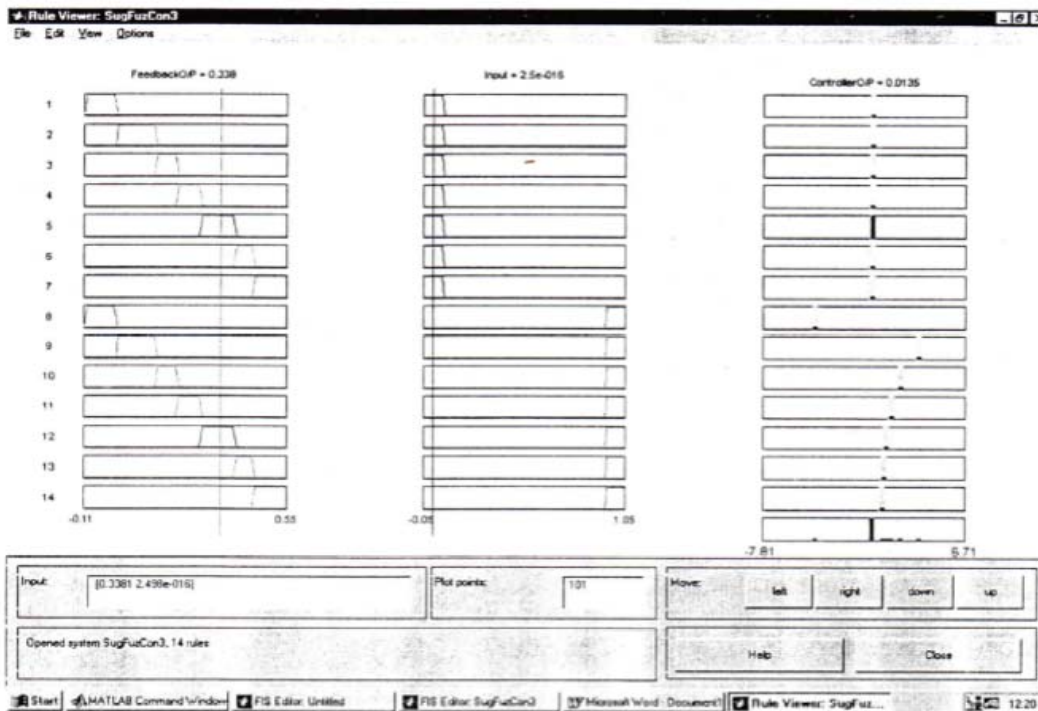 Rule Viewer: SugFuzCon3
File Edit View Options
FeedbackO/P = 0.338
Input = 2.5e-016
ControllerO/P = 0.0135
1
2
3
4
5
6
7
8
9
10
11
12
13
14
-0.11 0.55
-0.05 1.05
-7.81 6.71
Input: [0.3381 2.498e-016]
Plot points: 101
Move: left right down up
Opened system SugFuzCon3, 14 rules
Help Close
Start MATLAB Command Window FIS Editor: Untitled FIS Editor: SugFuzCon3 Microsoft Word - Document1 Rule Viewer: SugFuz... 12:20